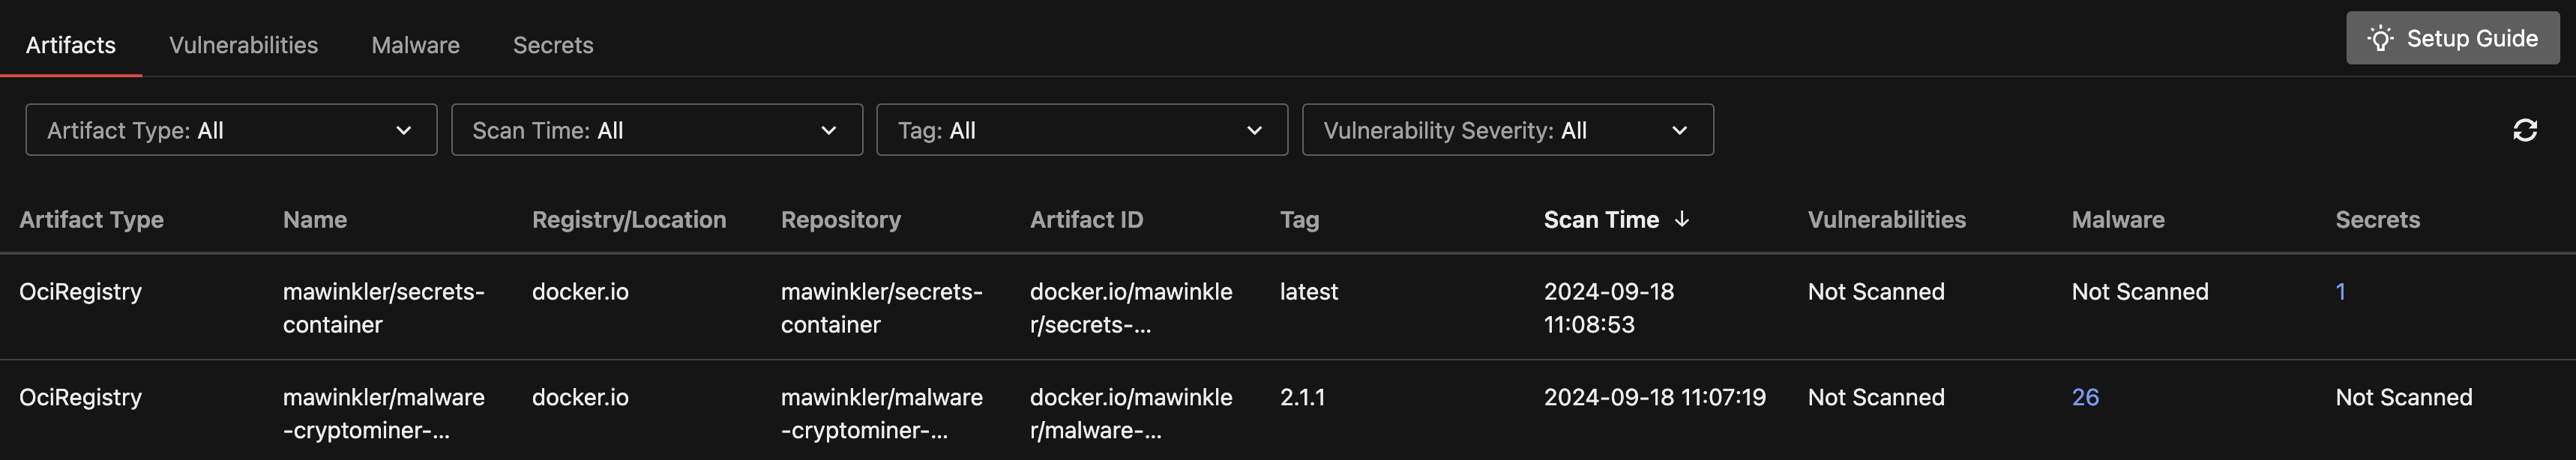 Artifacts Vulnerabilities Malware Secrets Setup Guide
Artifact Type: All Scan Time: All Tag: All Vulnerability Severity: All
Artifact Type Name Registry/Location Repository Artifact ID Tag Scan Time Vulnerabilities Malware Secrets
OciRegistry mawinkler/secrets- docker.io mawinkler/secrets- docker.io/mawinkle latest 2024-09-18 Not Scanned Not Scanned 1
container container r/secrets-... 11:08:53
OciRegistry mawinkler/malware docker.io mawinkler/malware docker.io/mawinkle 2.1.1 2024-09-18 11:07:19 Not Scanned 26 Not Scanned
-cryptominer-... -cryptominer-... r/malware-...